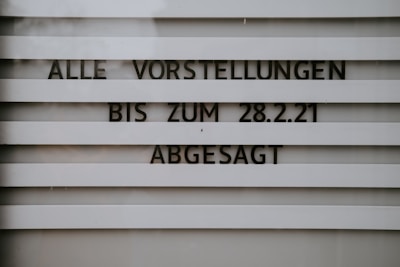 ALLE VORSTELLUNGEN
BIS ZUM 28.2.21
ABGESAGT